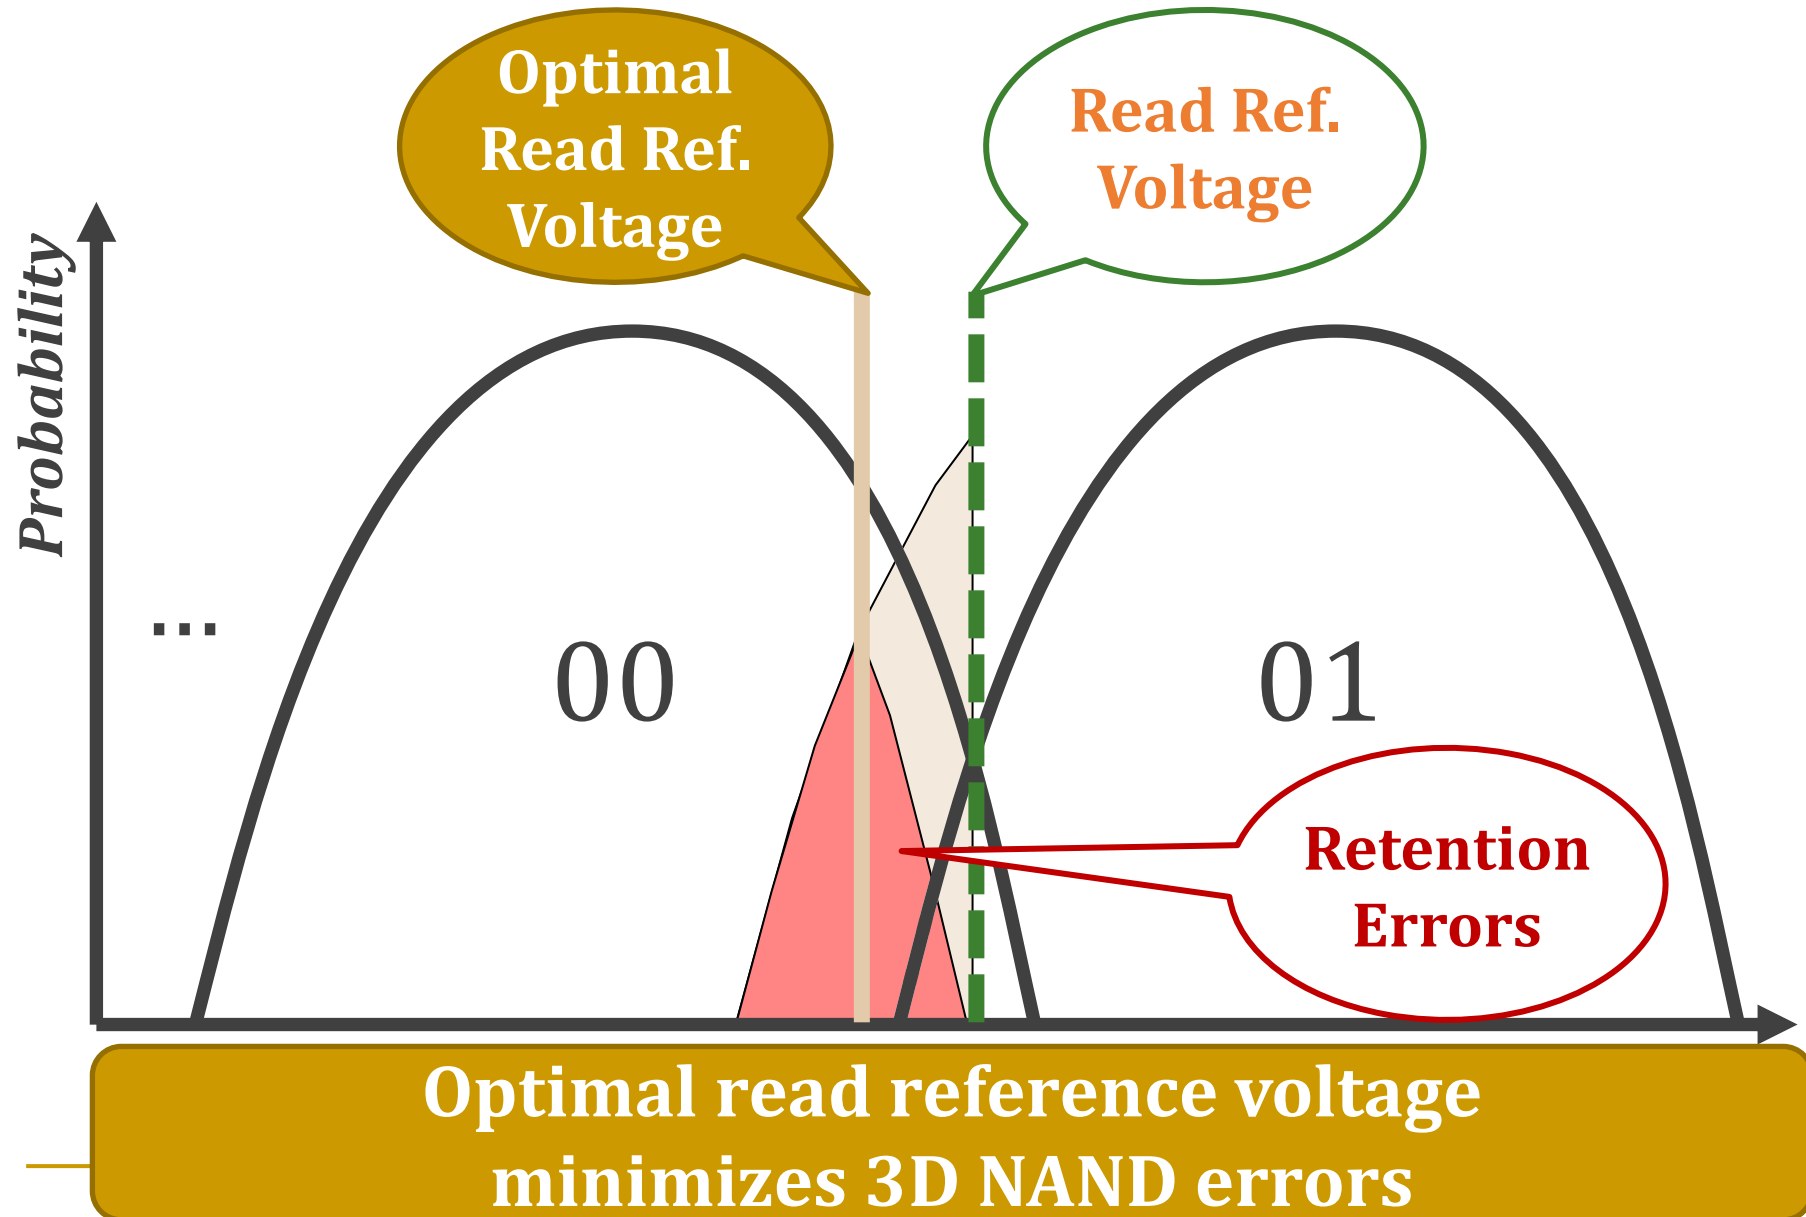 Optimal
Read Ref.
Voltage
Read Ref.
Voltage
Probability
...
00
01
Retention
Errors
Optimal read reference voltage
minimizes 3D NAND errors